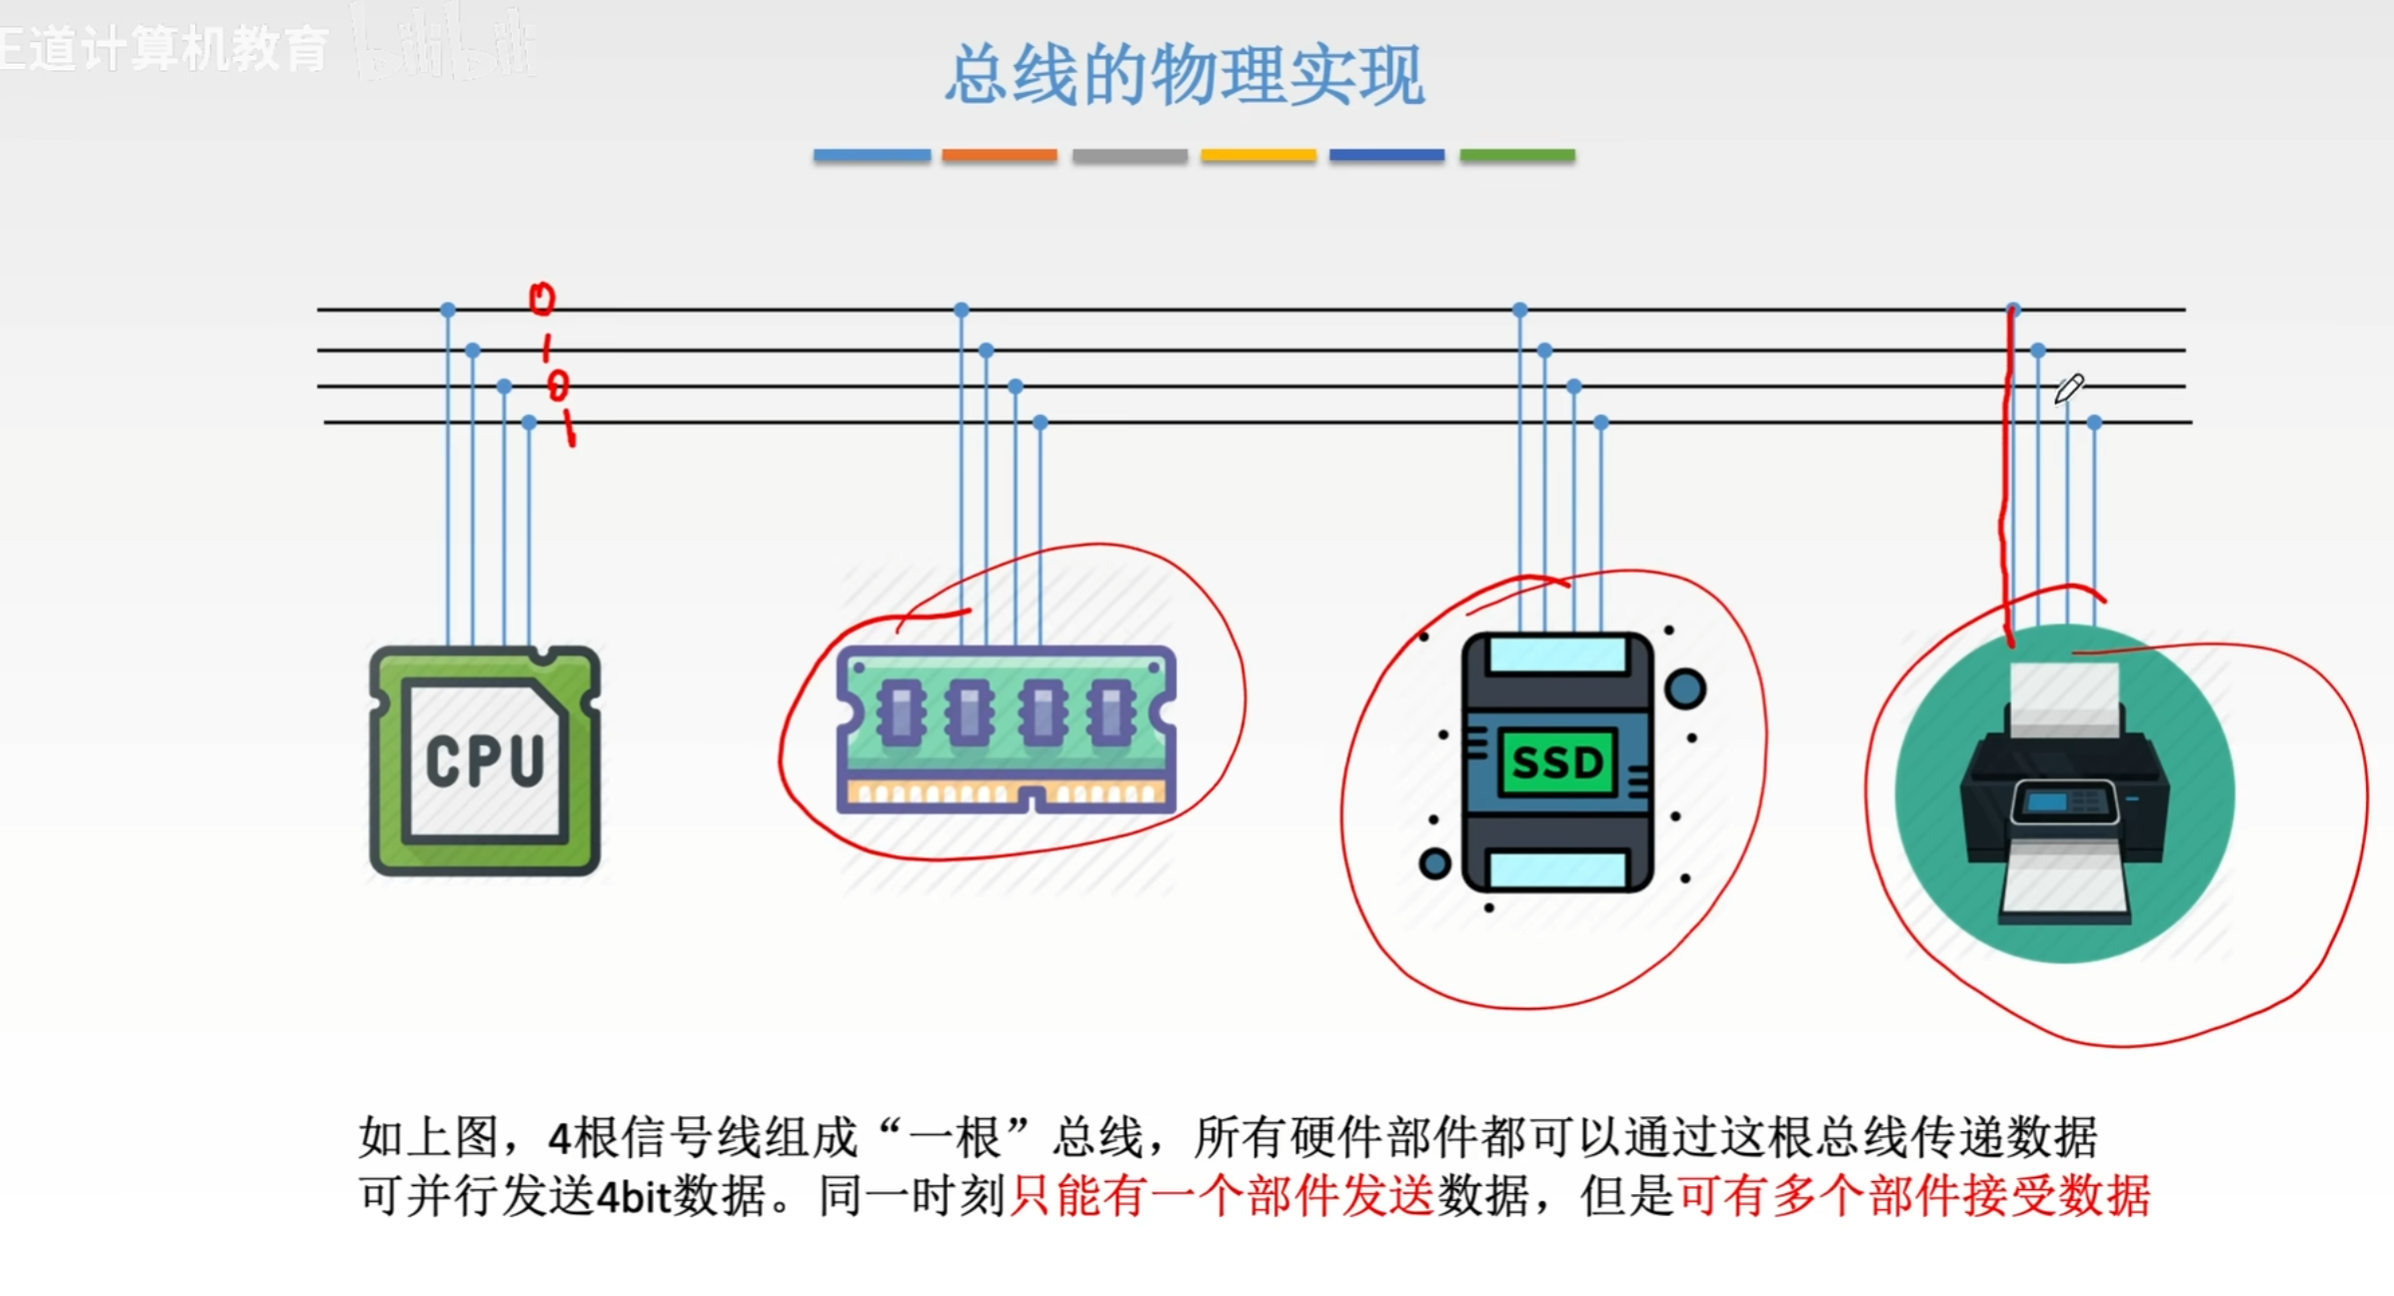 王道计算机教育 bilibili
总线的物理实现
0
1
0
1
CPU
SSD
如上图，4根信号线组成“一根”总线，所有硬件部件都可以通过这根总线传递数据
可并行发送4bit数据。同一时刻只能有一个部件发送数据，但是可有多个部件接受数据